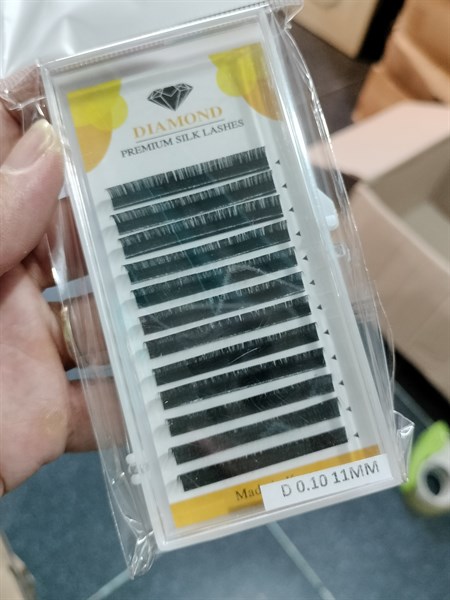 DIAMOND
PREMIUM SILK LASHES
D 0.10 11MM